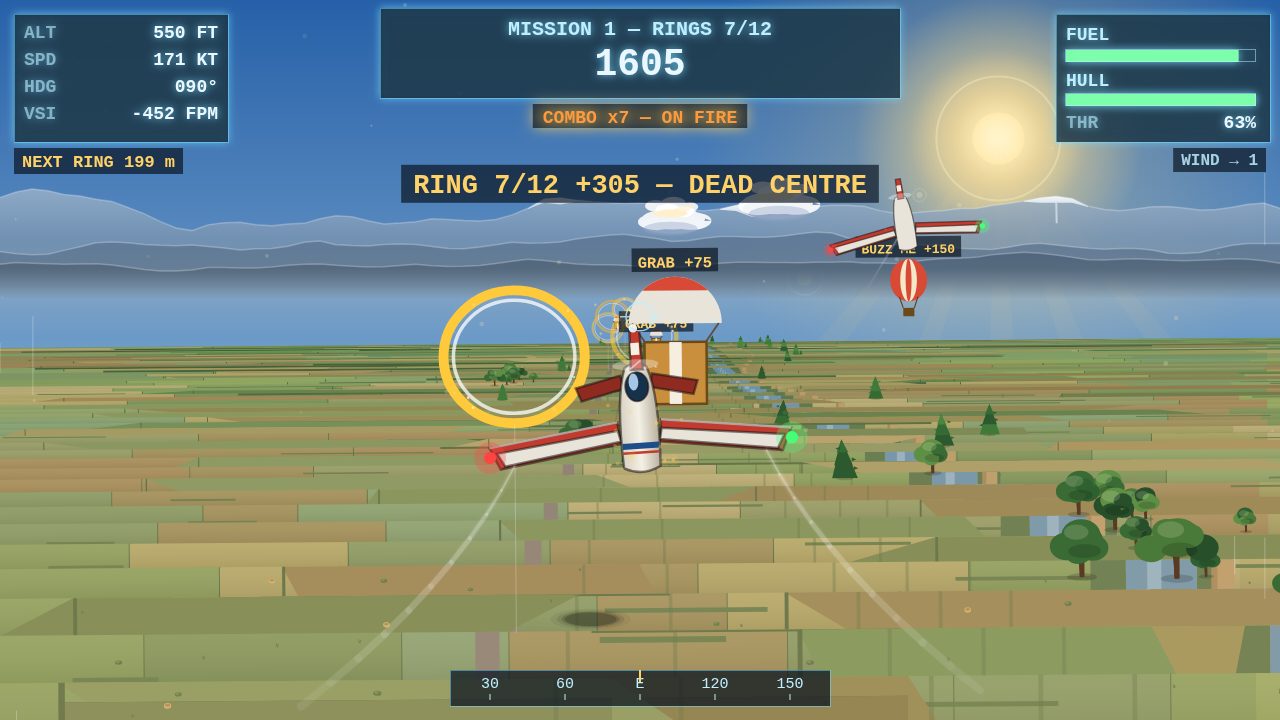 ALT 550 FT
SPD 171 KT
HDG 090°
VSI -452 FPM
NEXT RING 199 m
MISSION 1 — RINGS 7/12
1605
COMBO x7 — ON FIRE
RING 7/12 +305 — DEAD CENTRE
FUEL
HULL
THR 63%
WIND → 1
GRAB +75
+150
30 60 E 120 150